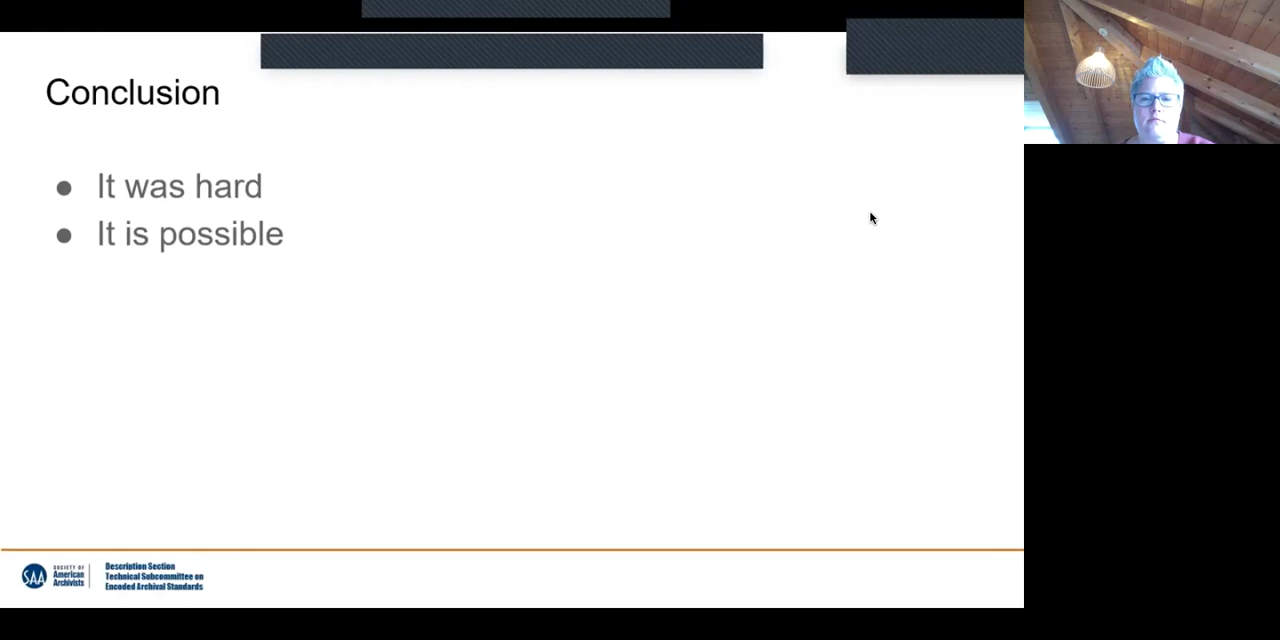 Conclusion
● It was hard
● It is possible
SAA
SOCIETY OF
American
Archivists
Description Section
Technical Subcommittee on
Encoded Archival Standards